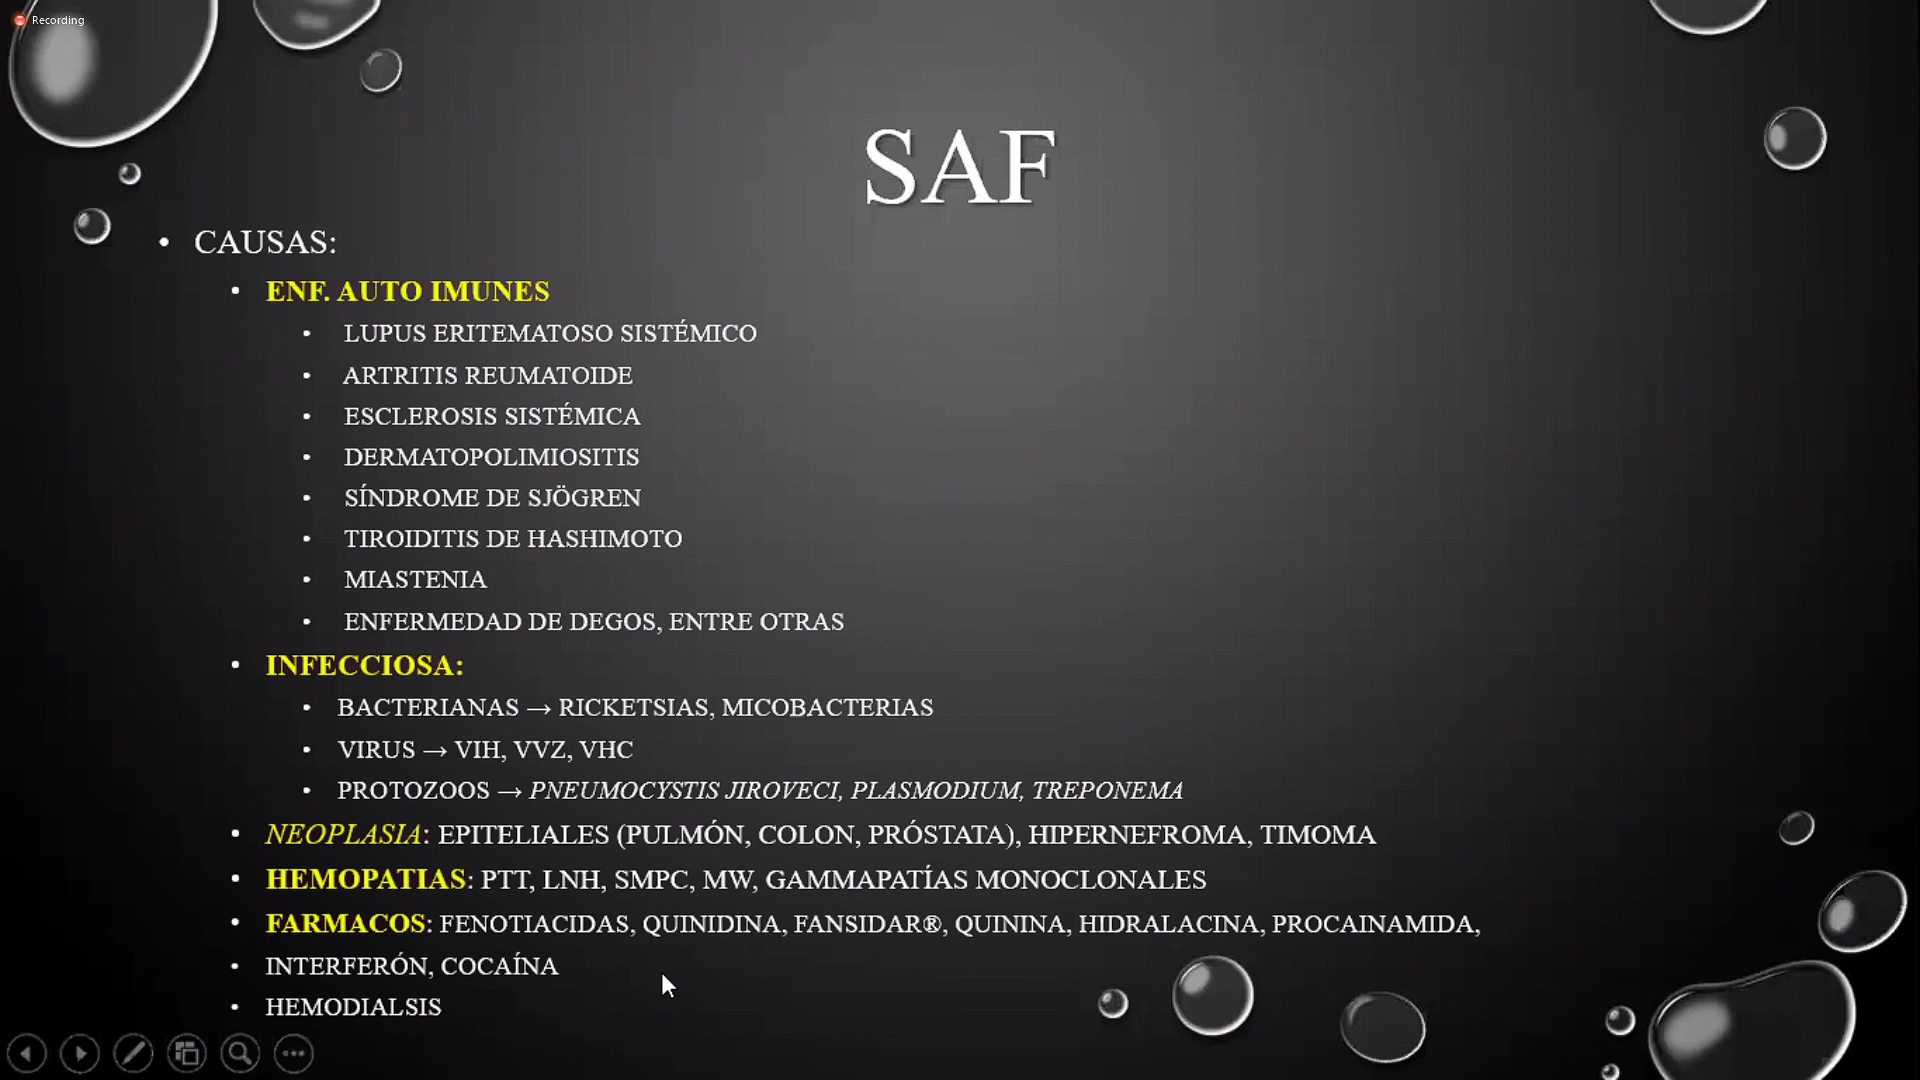 Recording
SAF
• CAUSAS:
• ENF. AUTO IMUNES
• LUPUS ERITEMATOSO SISTÉMICO
• ARTRITIS REUMATOIDE
• ESCLEROSIS SISTÉMICA
• DERMATOPOLIMIOSITIS
• SÍNDROME DE SJÖGREN
• TIROIDITIS DE HASHIMOTO
• MIASTENIA
• ENFERMEDAD DE DEGOS, ENTRE OTRAS
• INFECCIOSA:
• BACTERIANAS → RICKETSIAS, MICOBACTERIAS
• VIRUS → VIH, VVZ, VHC
• PROTOZOOS → PNEUMOCYSTIS JIROVECI, PLASMODIUM, TREPONEMA
• NEOPLASIA: EPITELIALES (PULMÓN, COLON, PRÓSTATA), HIPERNEFROMA, TIMOMA
• HEMOPATIAS: PTT, LNH, SMPC, MW, GAMMAPATÍAS MONOCLONALES
• FARMACOS: FENOTIACIDAS, QUINIDINA, FANSIDAR®, QUININA, HIDRALACINA, PROCAINAMIDA,
• INTERFERÓN, COCAÍNA
• HEMODIALSIS